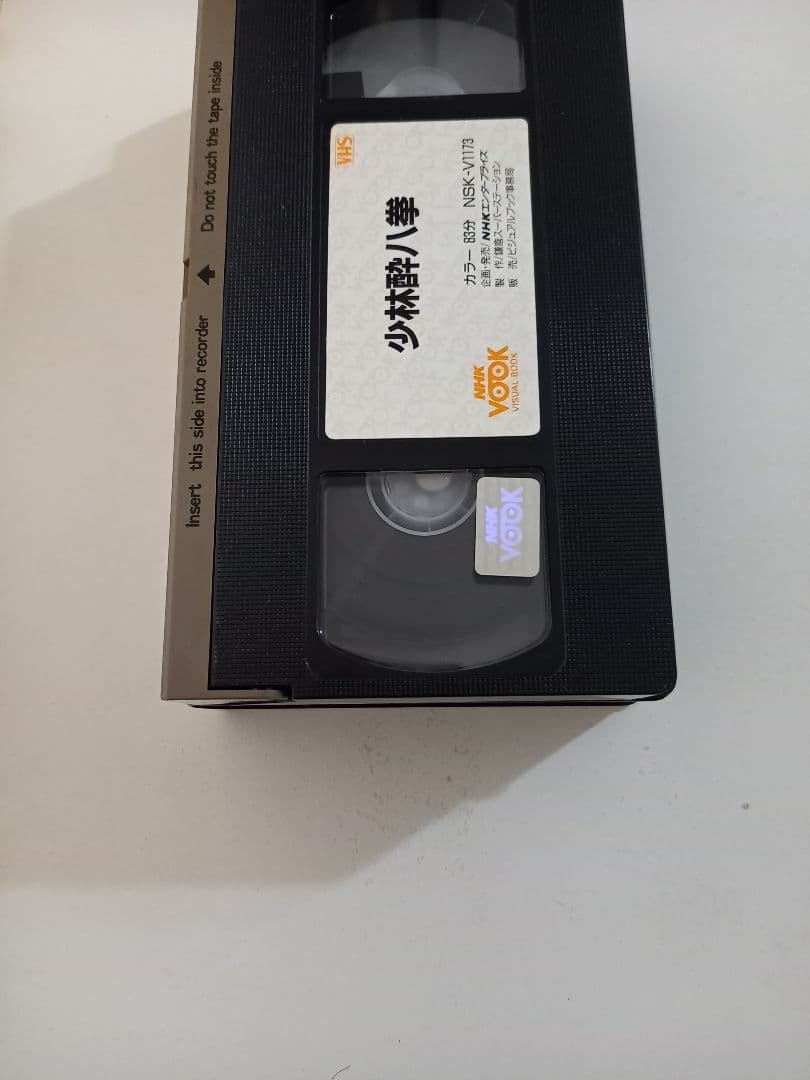 Insert this side into recorder ↑ Do not touch the tape inside
VHS
少林酔八拳
カラー 83分 NSK-V1173
企画・発売/NHKエンタープライズ
製 作/鎌倉スーパーステーション
販 売/ビジュアルブック事務局
NHK
VOOK
VISUAL BOOK
NHK
VOOK